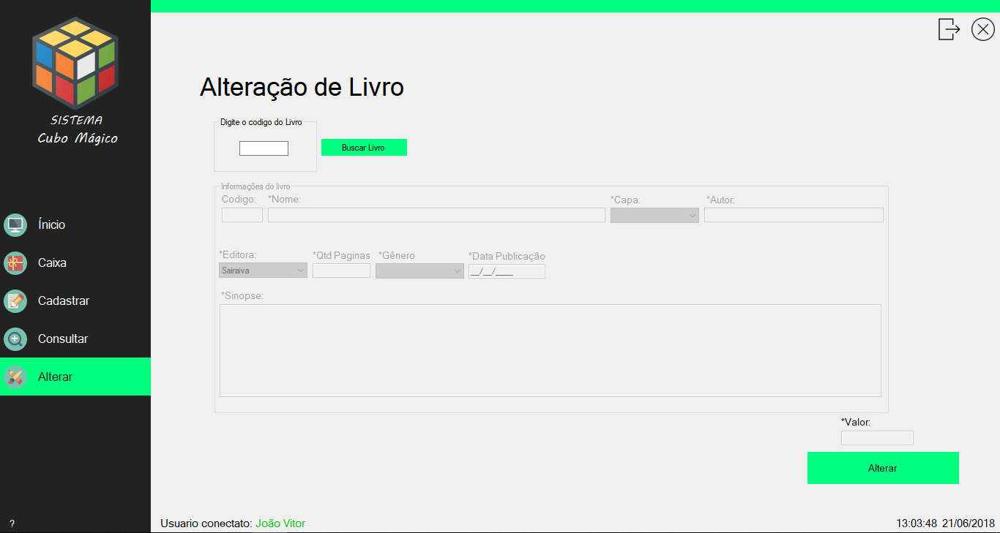 SISTEMA
Cubo Mágico
Ínicio
Caixa
Cadastrar
Consultar
Alterar
?
Alteração de Livro
Digite o codigo do Livro
Buscar Livro
Informações do livro
Codigo: *Nome: *Capa: *Autor:
*Editora: *Qtd Paginas *Gênero *Data Publicação
Sairaiva __/__/____
*Sinopse:
*Valor:
Alterar
Usuario conectato: João Vitor 13:03:48 21/06/2018